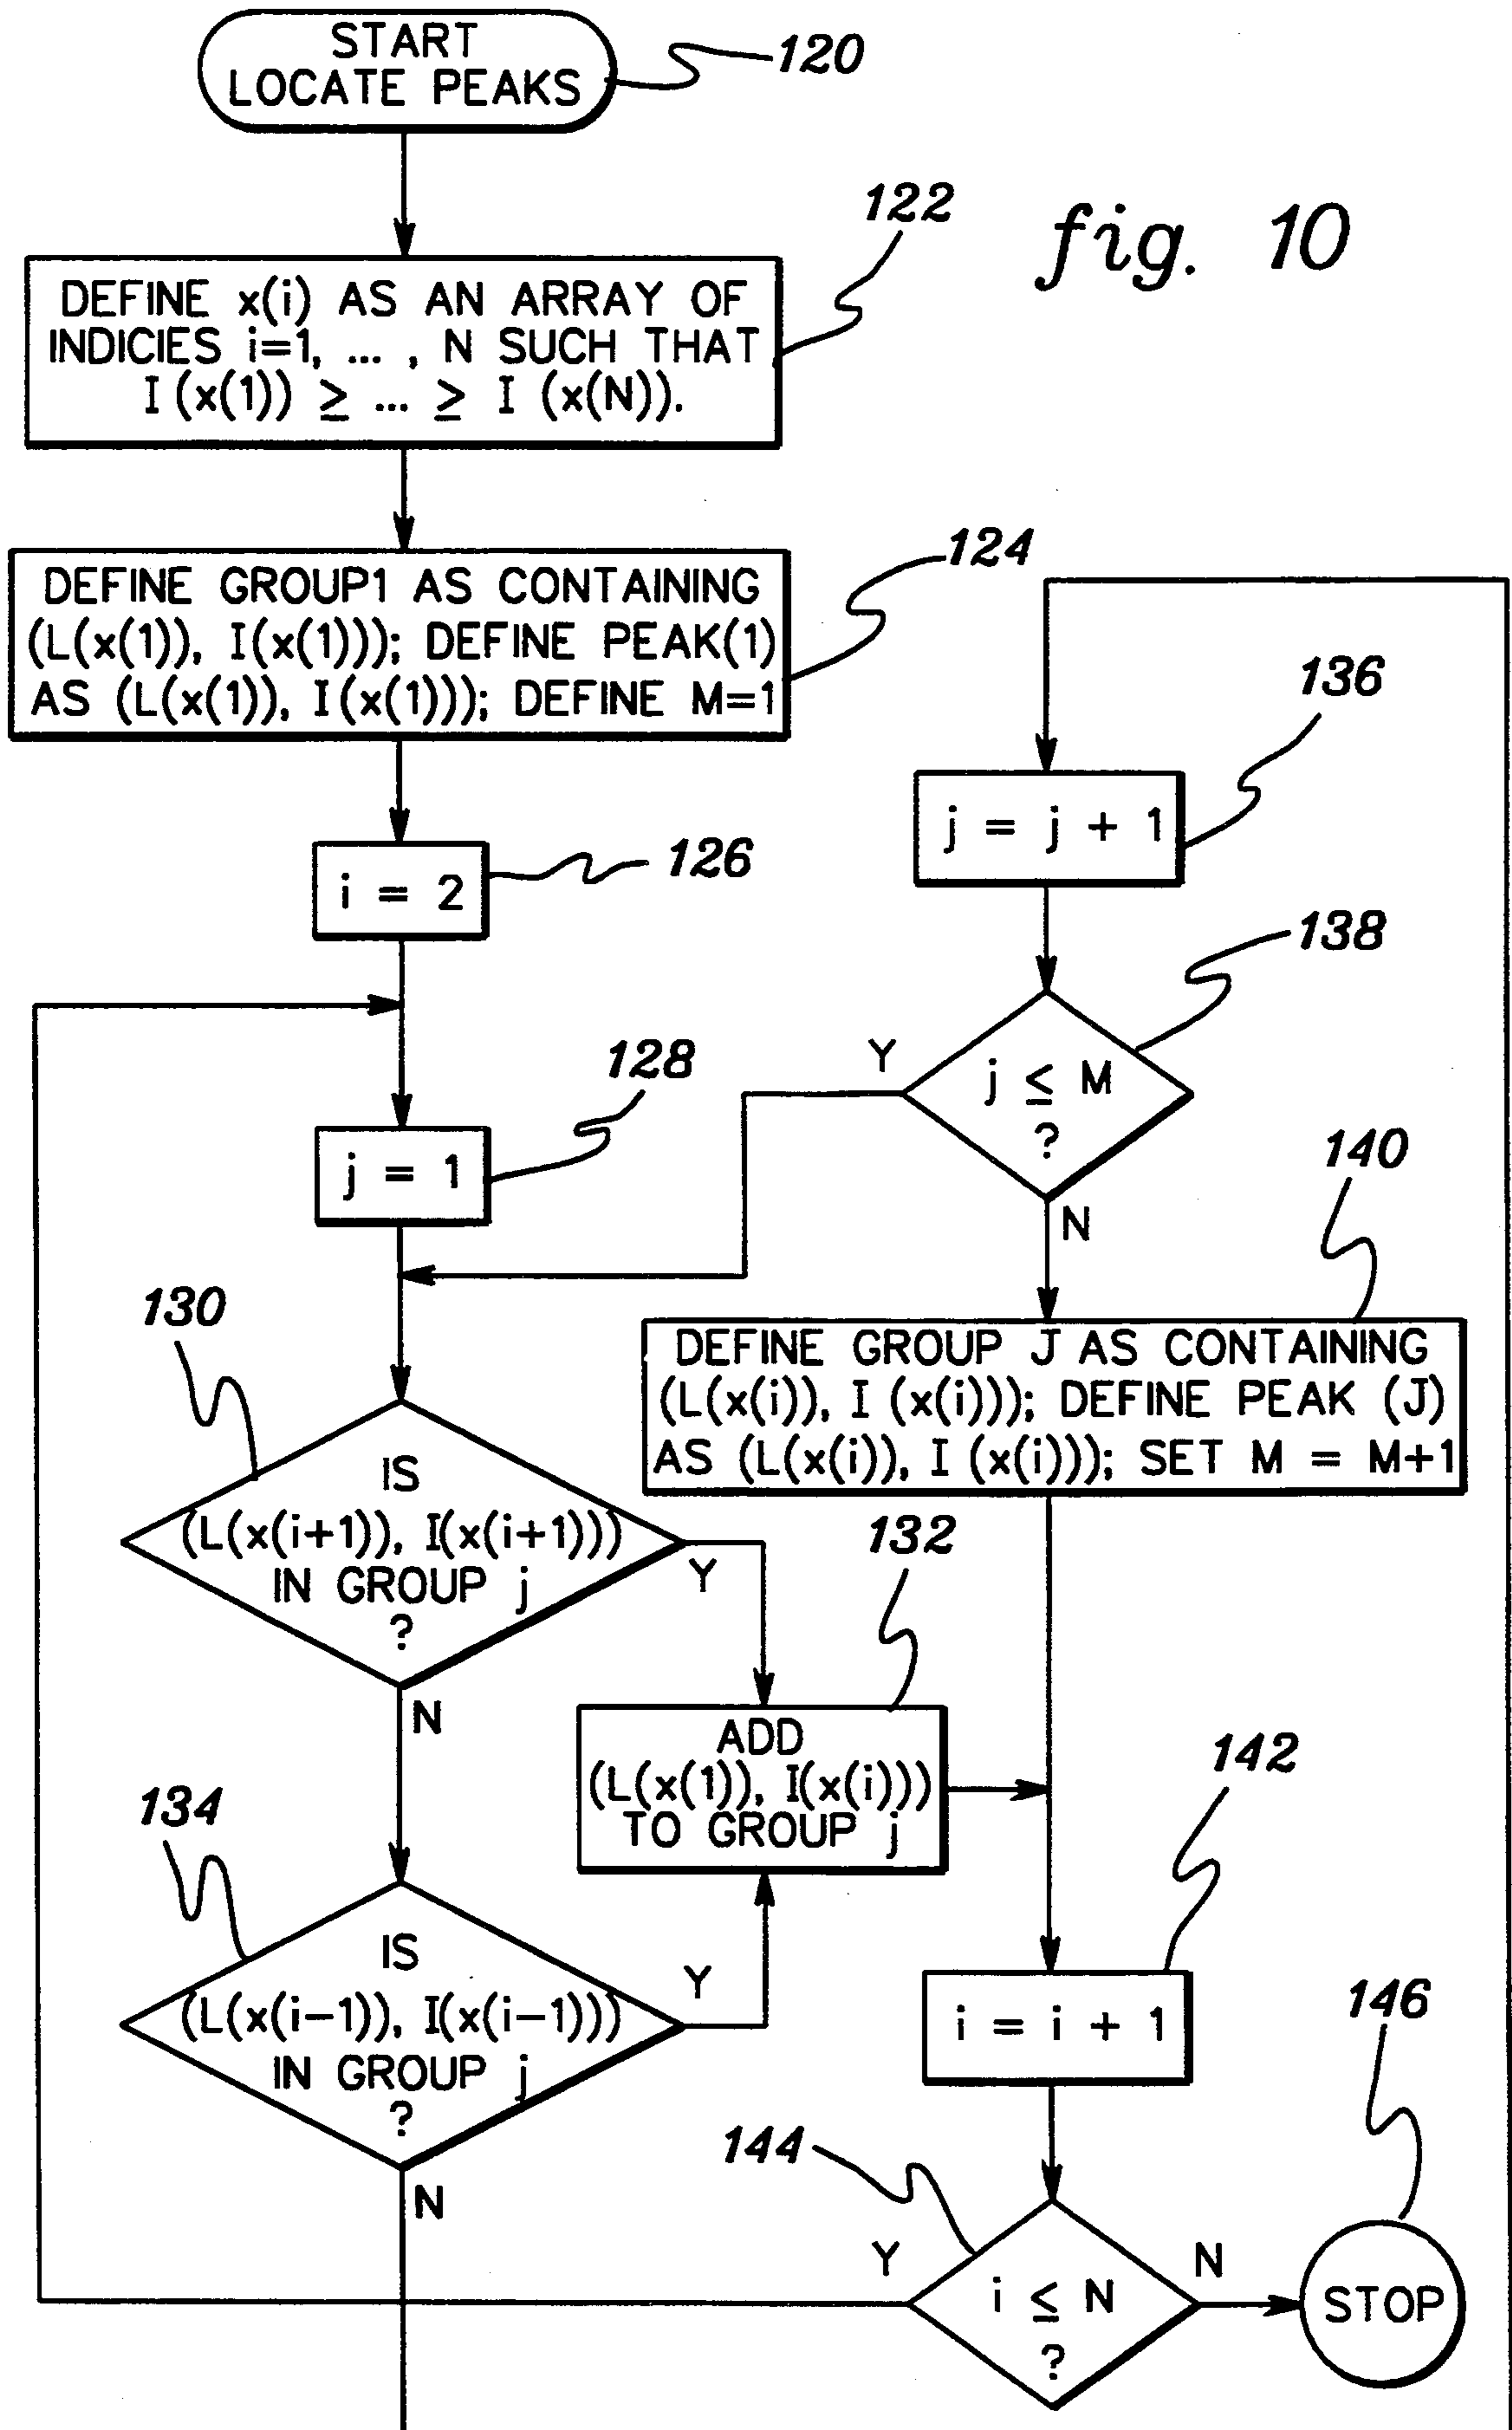 START
LOCATE PEAKS
120
fig. 10
122
DEFINE x(i) AS AN ARRAY OF
INDICIES i=1, ... , N SUCH THAT
I (x(1)) ≥ ... ≥ I (x(N)).
124
DEFINE GROUP1 AS CONTAINING
(L(x(1)), I(x(1))); DEFINE PEAK(1)
AS (L(x(1)), I(x(1))); DEFINE M=1
126
i = 2
128
j = 1
136
j = j + 1
138
j ≤ M
?
Y
N
140
DEFINE GROUP J AS CONTAINING
(L(x(i)), I (x(i))); DEFINE PEAK (J)
AS (L(x(i)), I (x(i))); SET M = M+1
130
IS
(L(x(i+1)), I(x(i+1)))
IN GROUP j
?
Y
N
132
ADD
(L(x(1)), I(x(i)))
TO GROUP j
134
IS
(L(x(i-1)), I(x(i-1)))
IN GROUP j
?
Y
N
142
i = i + 1
144
i ≤ N
?
Y
N
146
STOP